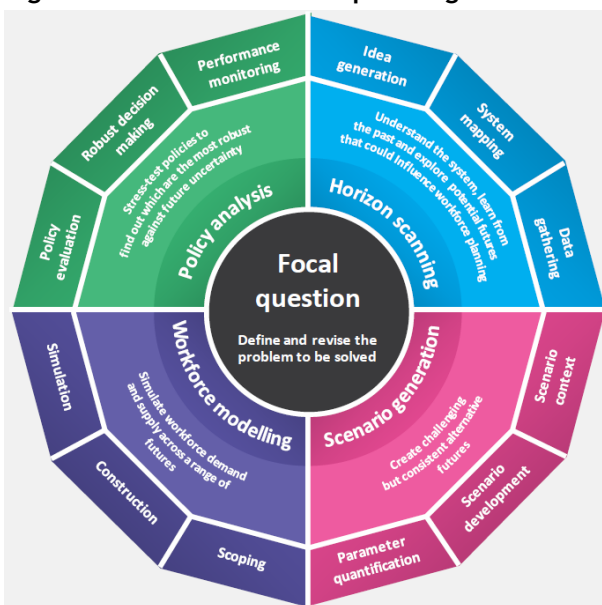 Performance
monitoring
Idea
generation
System
mapping
Data
gathering
Understand the system, learn from
the past and explore potential futures
that could influence workforce planning
Horizon scanning
Robust decision
making
Policy
evaluation
Stress-test policies to
find out which are the most robust
against future uncertainty
Policy analysis
Focal
question
Define and revise the
problem to be solved
Scenario generation
Create challenging
but consistent alternative
futures
Scenario
context
Scenario
development
Parameter
quantification
Workforce modelling
Simulate workforce demand
and supply across a range of
futures
Simulation
Construction
Scoping